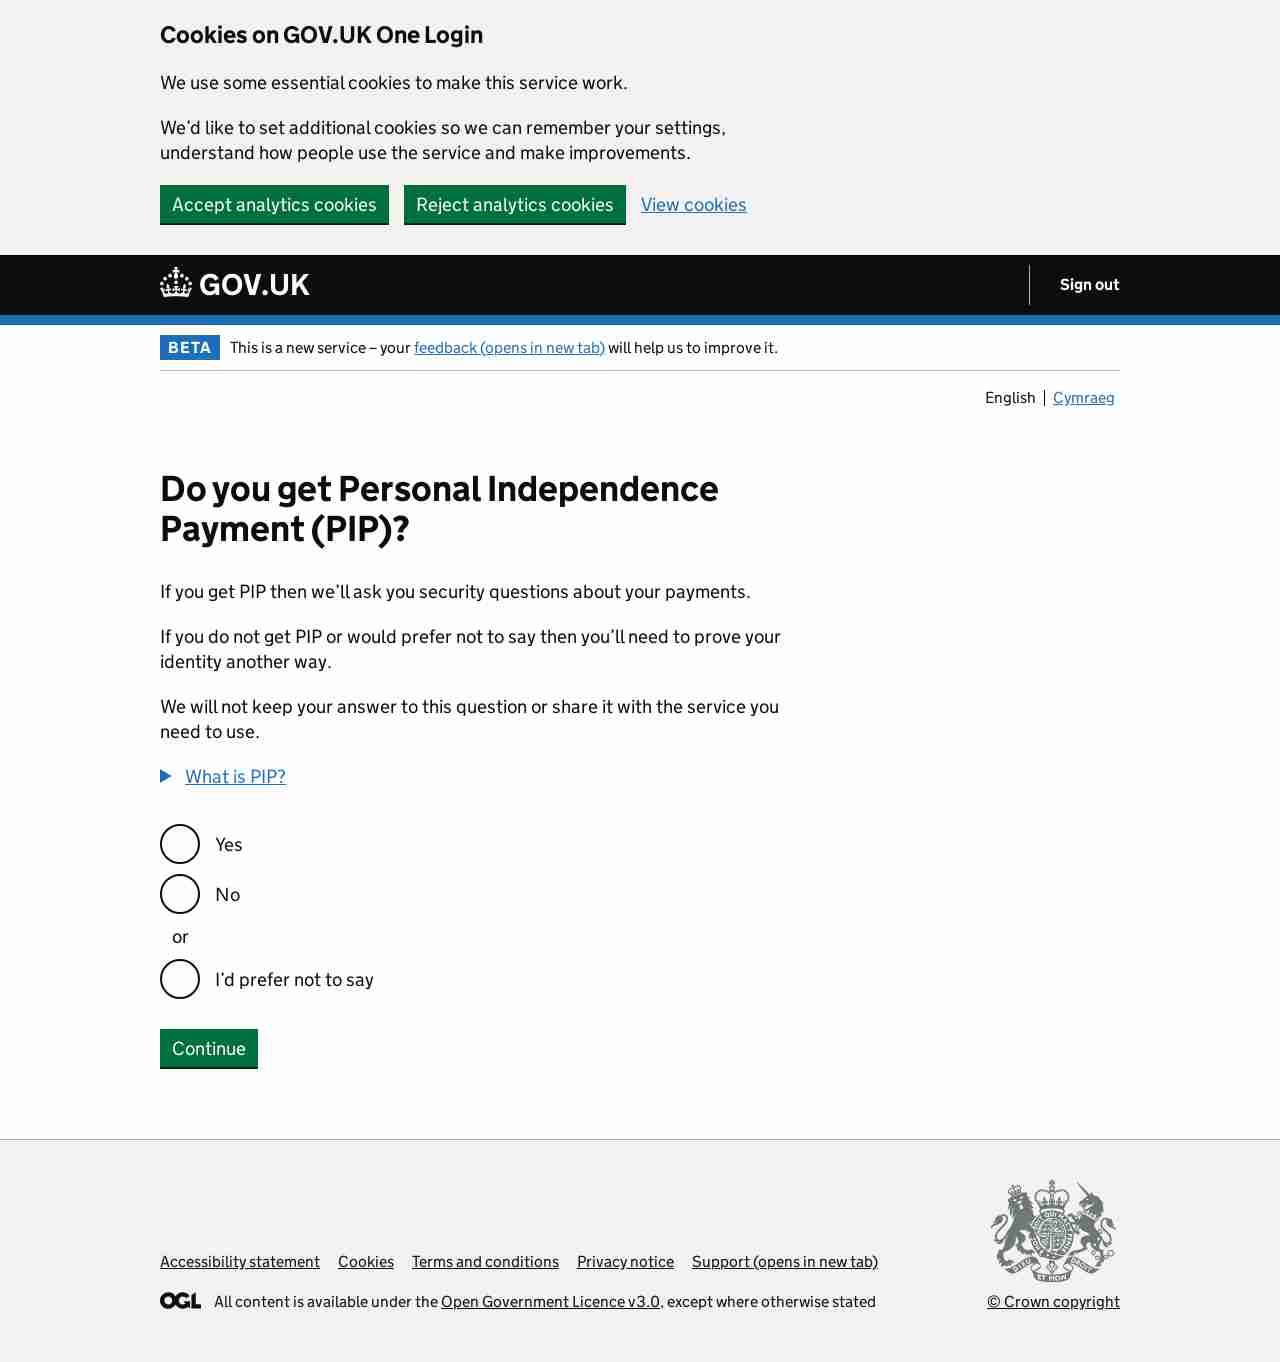 Cookies on GOV.UK One Login
We use some essential cookies to make this service work.
We’d like to set additional cookies so we can remember your settings,
understand how people use the service and make improvements.
Accept analytics cookies Reject analytics cookies View cookies
GOV.UK Sign out
BETA This is a new service – your feedback (opens in new tab) will help us to improve it.
English Cymraeg
Do you get Personal Independence
Payment (PIP)?
If you get PIP then we’ll ask you security questions about your payments.
If you do not get PIP or would prefer not to say then you’ll need to prove your
identity another way.
We will not keep your answer to this question or share it with the service you
need to use.
What is PIP?
Yes
No
or
I’d prefer not to say
Continue
Accessibility statement Cookies Terms and conditions Privacy notice Support (opens in new tab)
OGL All content is available under the Open Government Licence v3.0, except where otherwise stated
© Crown copyright